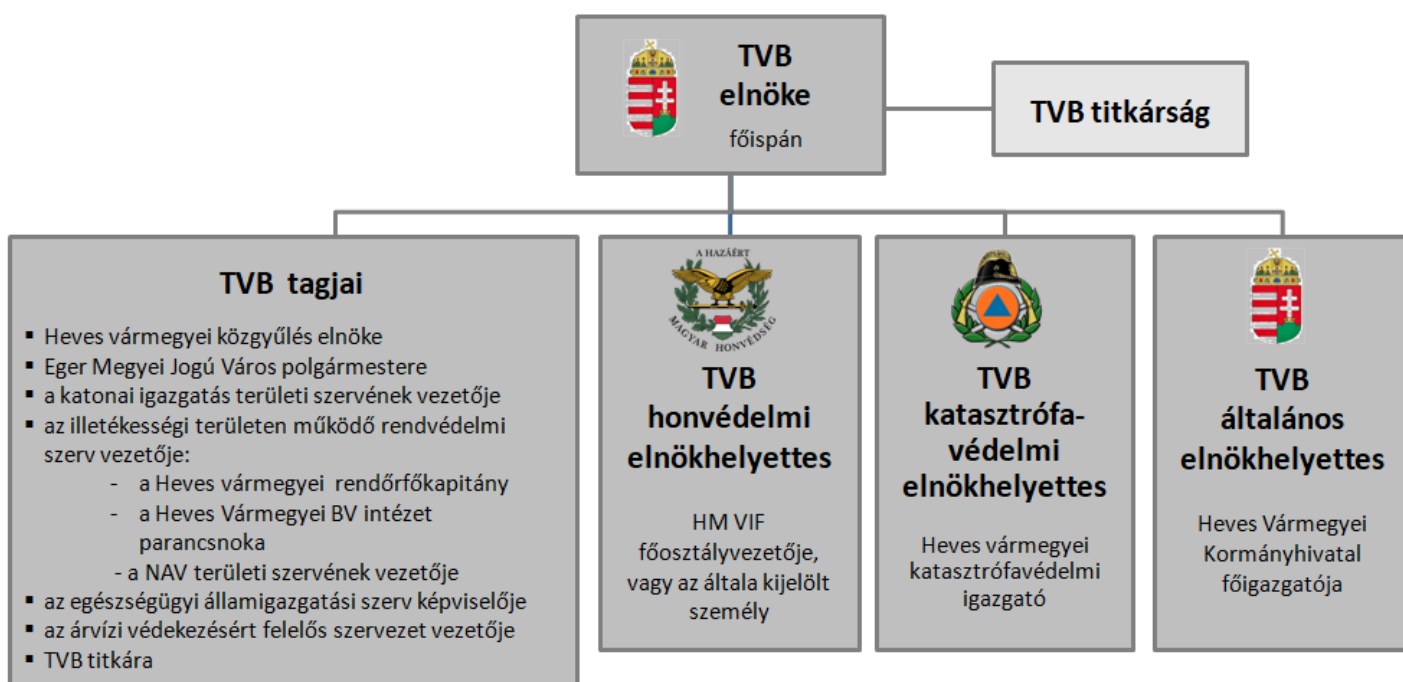 TVB
elnöke
főispán
TVB titkárság
TVB tagjai
▪ Heves vármegyei közgyűlés elnöke
▪ Eger Megyei Jogú Város polgármestere
▪ a katonai igazgatás területi szervének vezetője
▪ az illetékességi területen működő rendvédelmi
szerv vezetője:
- a Heves vármegyei rendőrfőkapitány
- a Heves Vármegyei BV intézet
parancsnoka
- a NAV területi szervének vezetője
▪ az egészségügyi államigazgatási szerv képviselője
▪ az árvízi védekezésért felelős szervezet vezetője
▪ TVB titkára
A HAZÁÉRT
MAGYAR HONVÉDSÉG
TVB
honvédelmi
elnökhelyettes
HM VIF
főosztályvezetője,
vagy az általa kijelölt
személy
TVB
katasztrófa-
védelmi
elnökhelyettes
Heves vármegyei
katasztrófavédelmi
igazgató
TVB
általános
elnökhelyettes
Heves Vármegyei
Kormányhivatal
főigazgatója